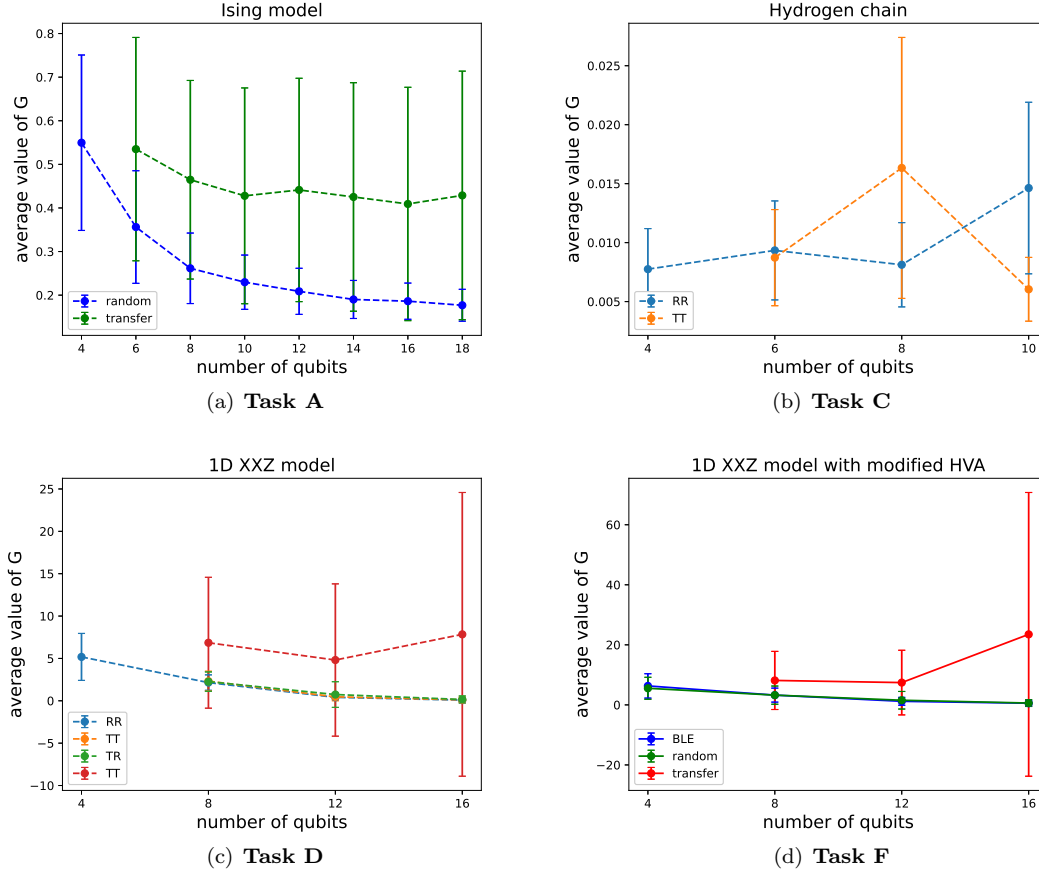 Ising model
average value of G
0.8
0.7
0.6
0.5
0.4
0.3
0.2
random
transfer
4 6 8 10 12 14 16 18
number of qubits
(a) Task A
Hydrogen chain
average value of G
0.025
0.020
0.015
0.010
0.005
RR
TT
4 6 8 10
number of qubits
(b) Task C
1D XXZ model
average value of G
25
20
15
10
5
0
−5
−10
RR
TT
TR
TT
4 8 12 16
number of qubits
(c) Task D
1D XXZ model with modified HVA
average value of G
60
40
20
0
−20
BLE
random
transfer
4 8 12 16
number of qubits
(d) Task F